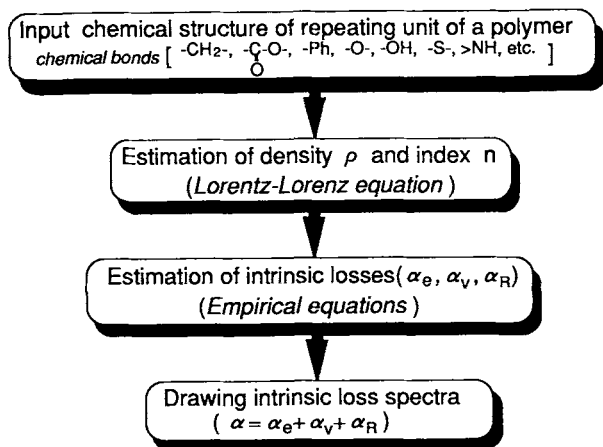 Input chemical structure of repeating unit of a polymer
chemical bonds [ -CH2-, -C-O-, -Ph, -O-, -OH, -S-, >NH, etc. ]
O
Estimation of density ρ and index n
(Lorentz-Lorenz equation)
Estimation of intrinsic losses(αe, αv, αR)
(Empirical equations)
Drawing intrinsic loss spectra
( α = αe+ αv+ αR )